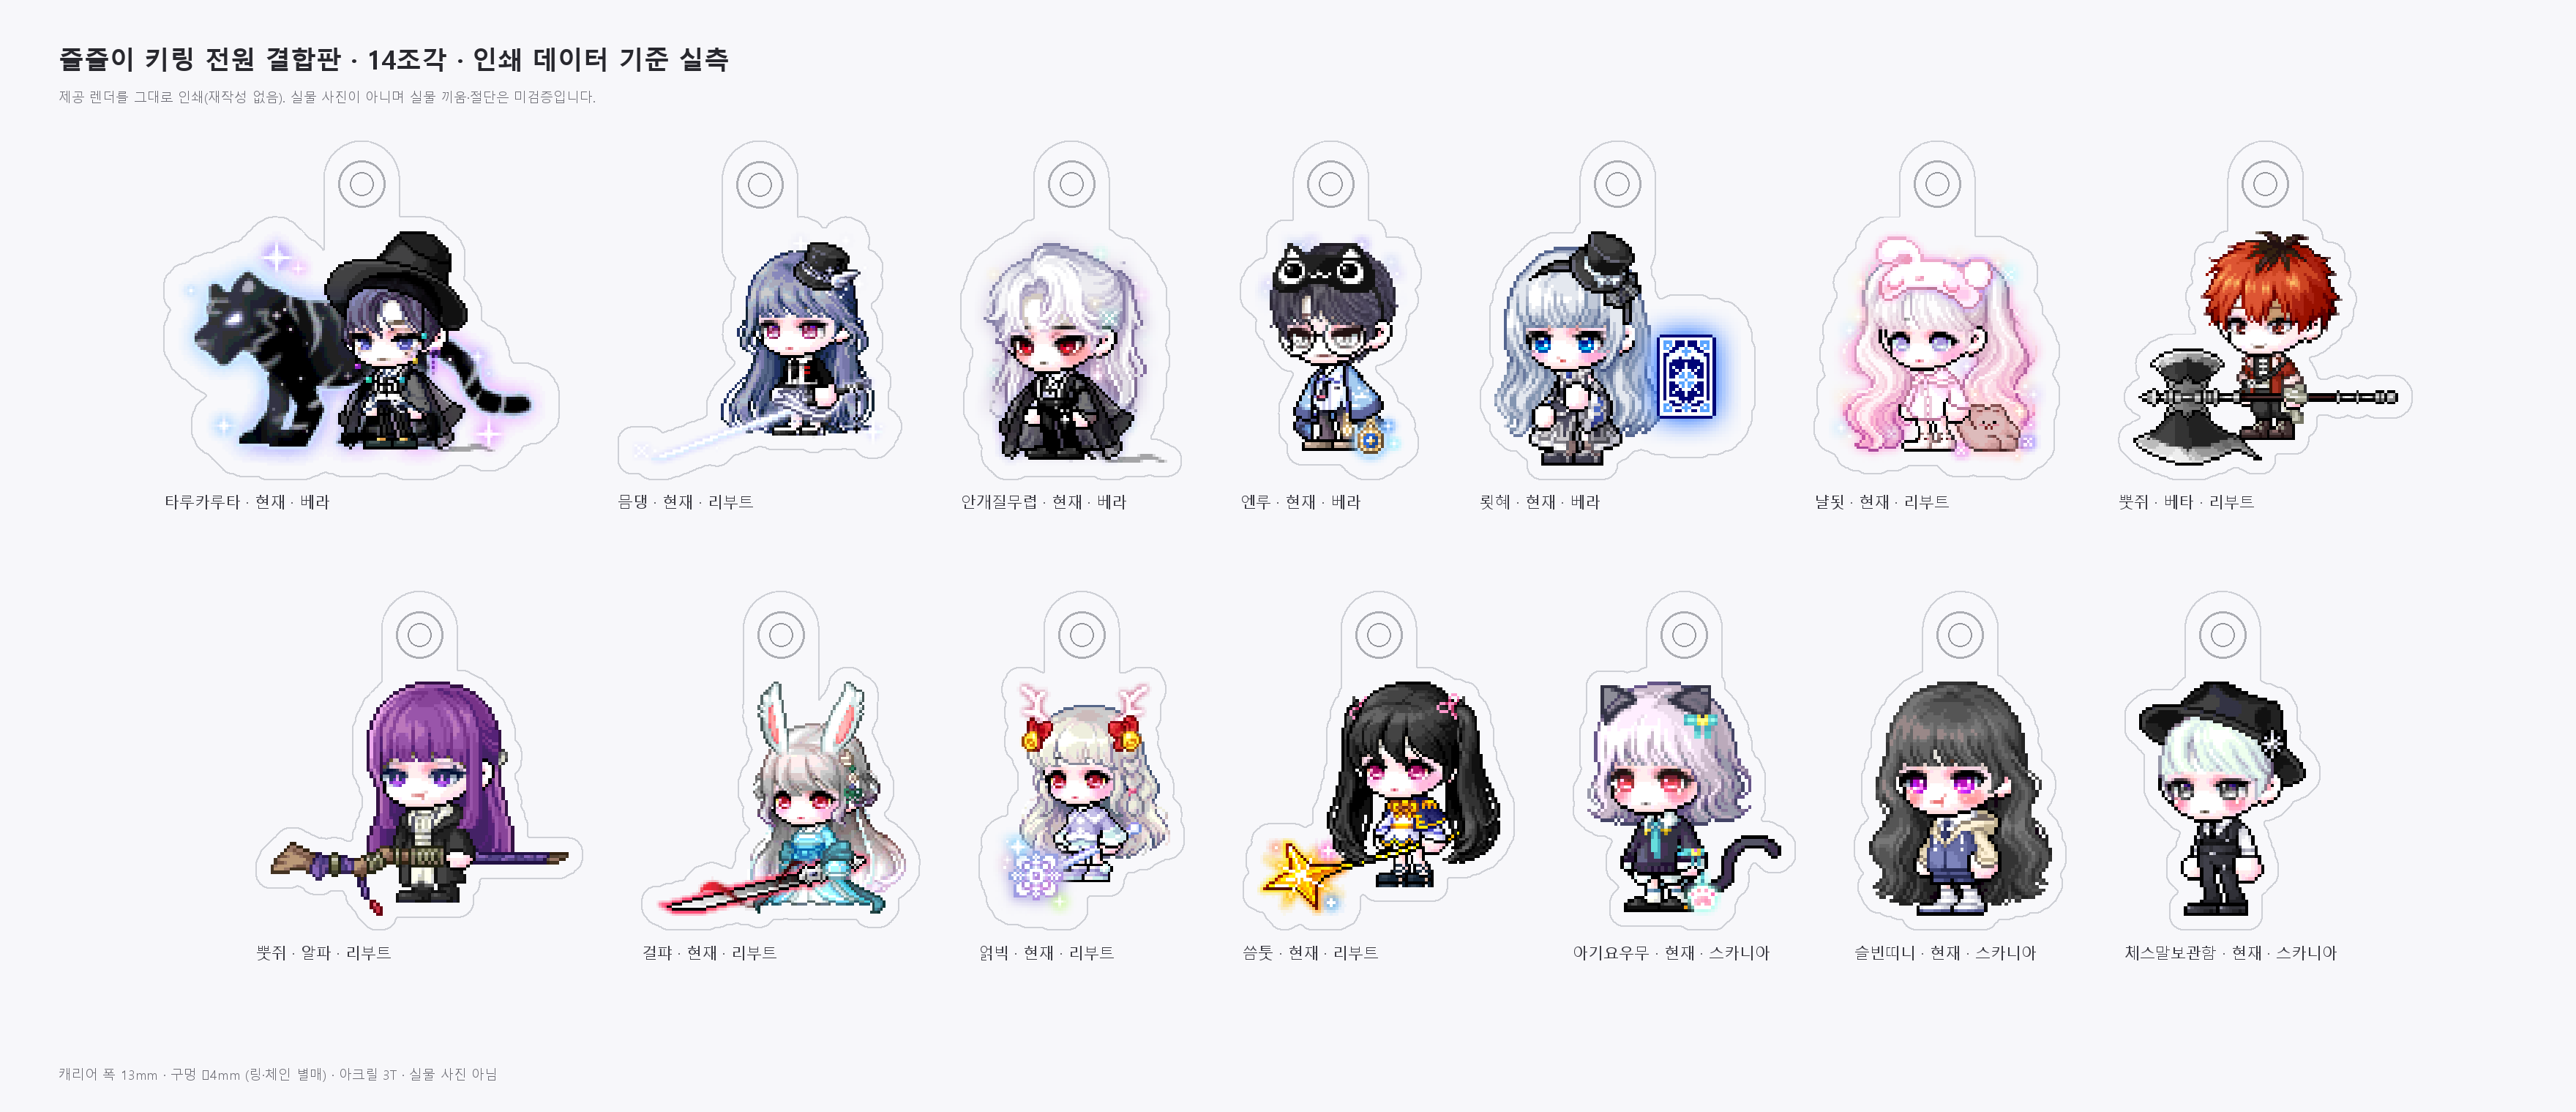 즐즐이 키링 전원 결합판 · 14조각 · 인쇄 데이터 기준 실측
제공 렌더를 그대로 인쇄(재작성 없음). 실물 사진이 아니며 실물 끼움·절단은 미검증입니다.
타루카루타 · 현재 · 베라
믐댕 · 현재 · 리부트
안개질무렵 · 현재 · 베라
엔루 · 현재 · 베라
룃혜 · 현재 · 베라
냘됫 · 현재 · 리부트
뿟쥐 · 베타 · 리부트
뿟쥐 · 알파 · 리부트
걸퍄 · 현재 · 리부트
얽빅 · 현재 · 리부트
씀툿 · 현재 · 리부트
아기요우무 · 현재 · 스카니아
슬빈띠니 · 현재 · 스카니아
체스말보관함 · 현재 · 스카니아
캐리어 폭 13mm · 구멍 □4mm (링·체인 별매) · 아크릴 3T · 실물 사진 아님